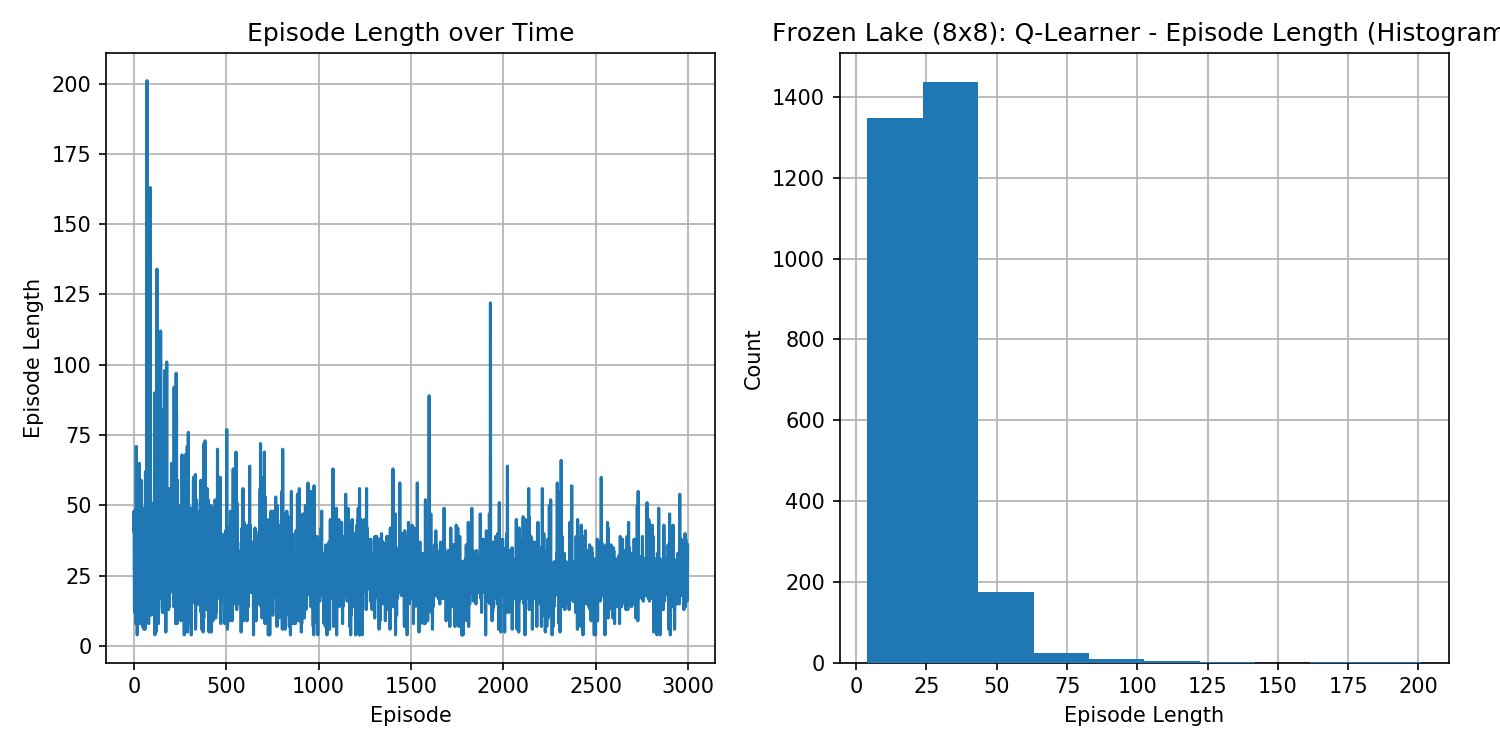 Episode Length over Time
200
175
150
125
100
75
50
25
0
Episode Length
0 500 1000 1500 2000 2500 3000
Episode
Frozen Lake (8x8): Q-Learner - Episode Length (Histogram
1400
1200
1000
800
600
400
200
0
Count
0 25 50 75 100 125 150 175 200
Episode Length